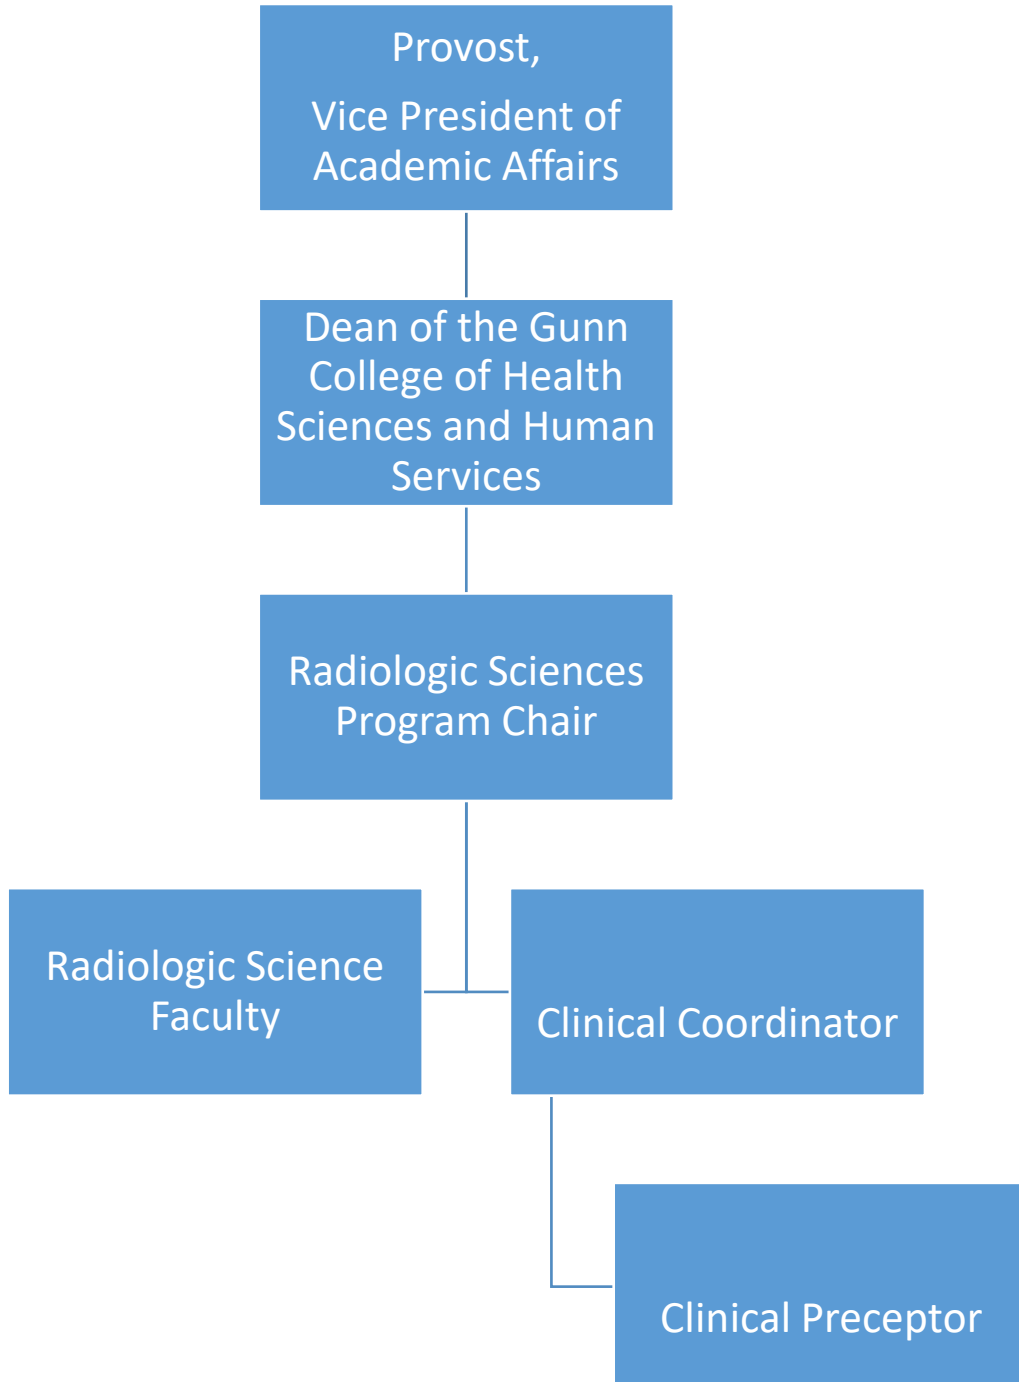 Provost,
Vice President of
Academic Affairs
Dean of the Gunn
College of Health
Sciences and Human
Services
Radiologic Sciences
Program Chair
Radiologic Science
Faculty
Clinical Coordinator
Clinical Preceptor